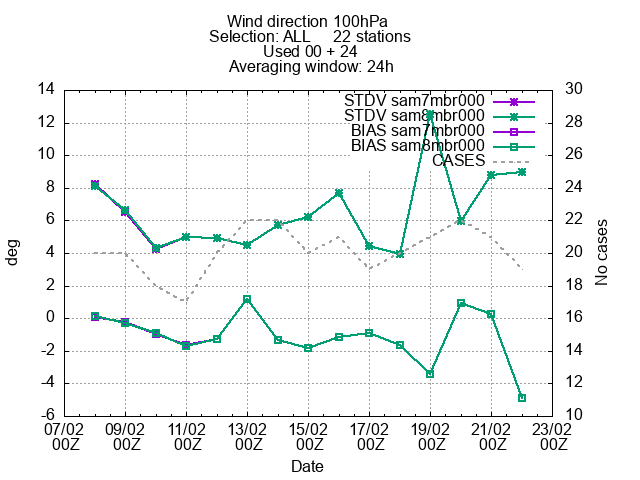 Wind direction 100hPa
Selection: ALL 22 stations
Used 00 + 24
Averaging window: 24h
STDV sam7mbr000
STDV sam8mbr000
BIAS sam7mbr000
BIAS sam8mbr000
CASES
14
12
10
8
6
4
2
0
-2
-4
-6
deg
30
28
26
24
22
20
18
16
14
12
10
No cases
07/02 09/02 11/02 13/02 15/02 17/02 19/02 21/02 23/02
00Z 00Z 00Z 00Z 00Z 00Z 00Z 00Z 00Z
Date